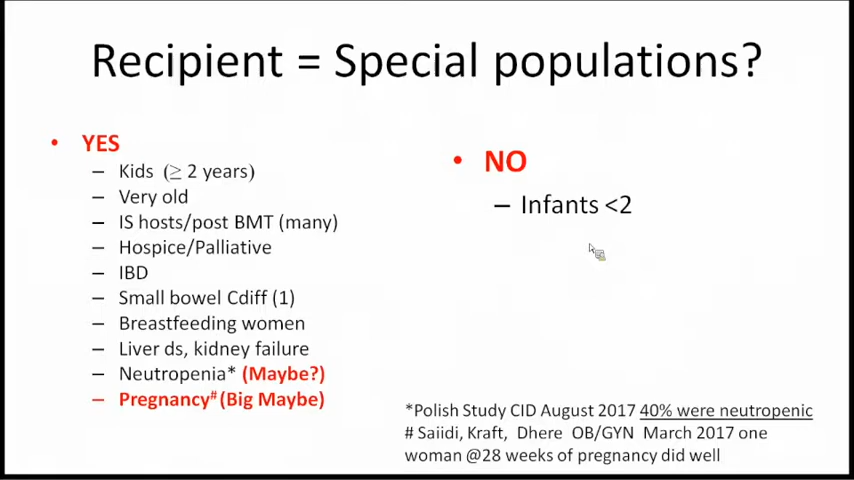 Recipient = Special populations?
• YES
– Kids (≥ 2 years)
– Very old
– IS hosts/post BMT (many)
– Hospice/Palliative
– IBD
– Small bowel Cdiff (1)
– Breastfeeding women
– Liver ds, kidney failure
– Neutropenia* (Maybe?)
– Pregnancy# (Big Maybe)
• NO
– Infants <2
*Polish Study CID August 2017 40% were neutropenic
# Saiidi, Kraft, Dhere OB/GYN March 2017 one
woman @28 weeks of pregnancy did well